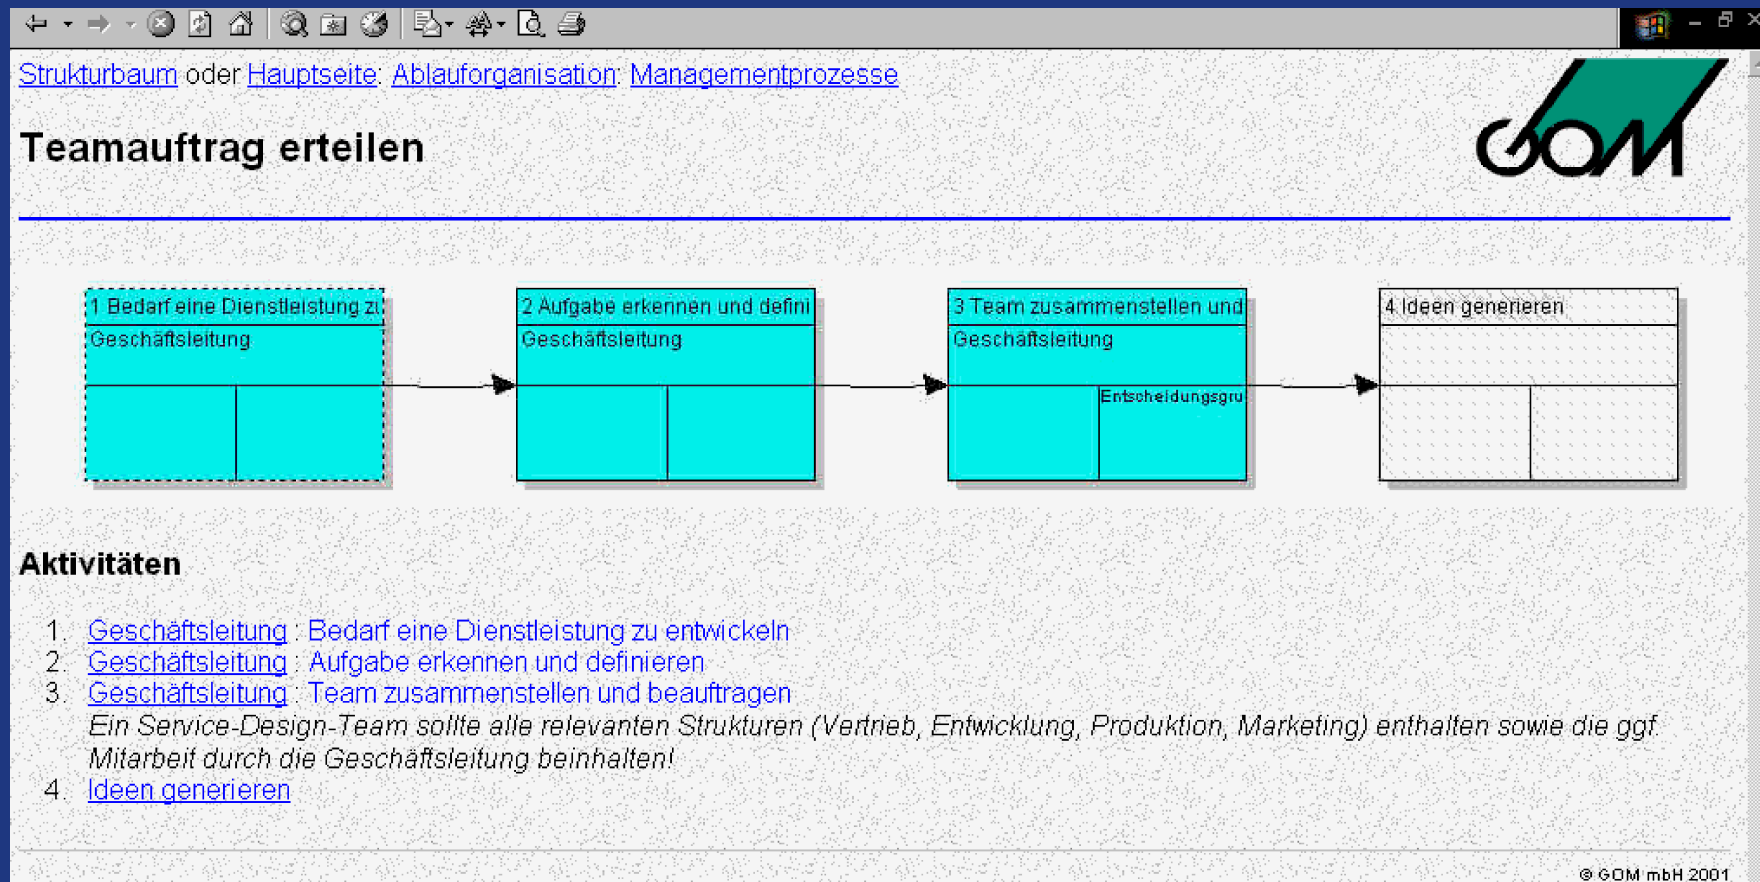 Strukturbaum oder Hauptseite: Ablauforganisation: Managementprozesse
GOM
Teamauftrag erteilen
1 Bedarf eine Dienstleistung zu
Geschäftsleitung
2 Aufgabe erkennen und defini
Geschäftsleitung
3 Team zusammenstellen und
Geschäftsleitung
Entscheidungsgru
4 Ideen generieren
Aktivitäten
1. Geschäftsleitung : Bedarf eine Dienstleistung zu entwickeln
2. Geschäftsleitung : Aufgabe erkennen und definieren
3. Geschäftsleitung : Team zusammenstellen und beauftragen
Ein Service-Design-Team sollte alle relevanten Strukturen (Vertrieb, Entwicklung, Produktion, Marketing) enthalten sowie die ggf.
Mitarbeit durch die Geschäftsleitung beinhalten!
4. Ideen generieren
© GOM mbH 2001